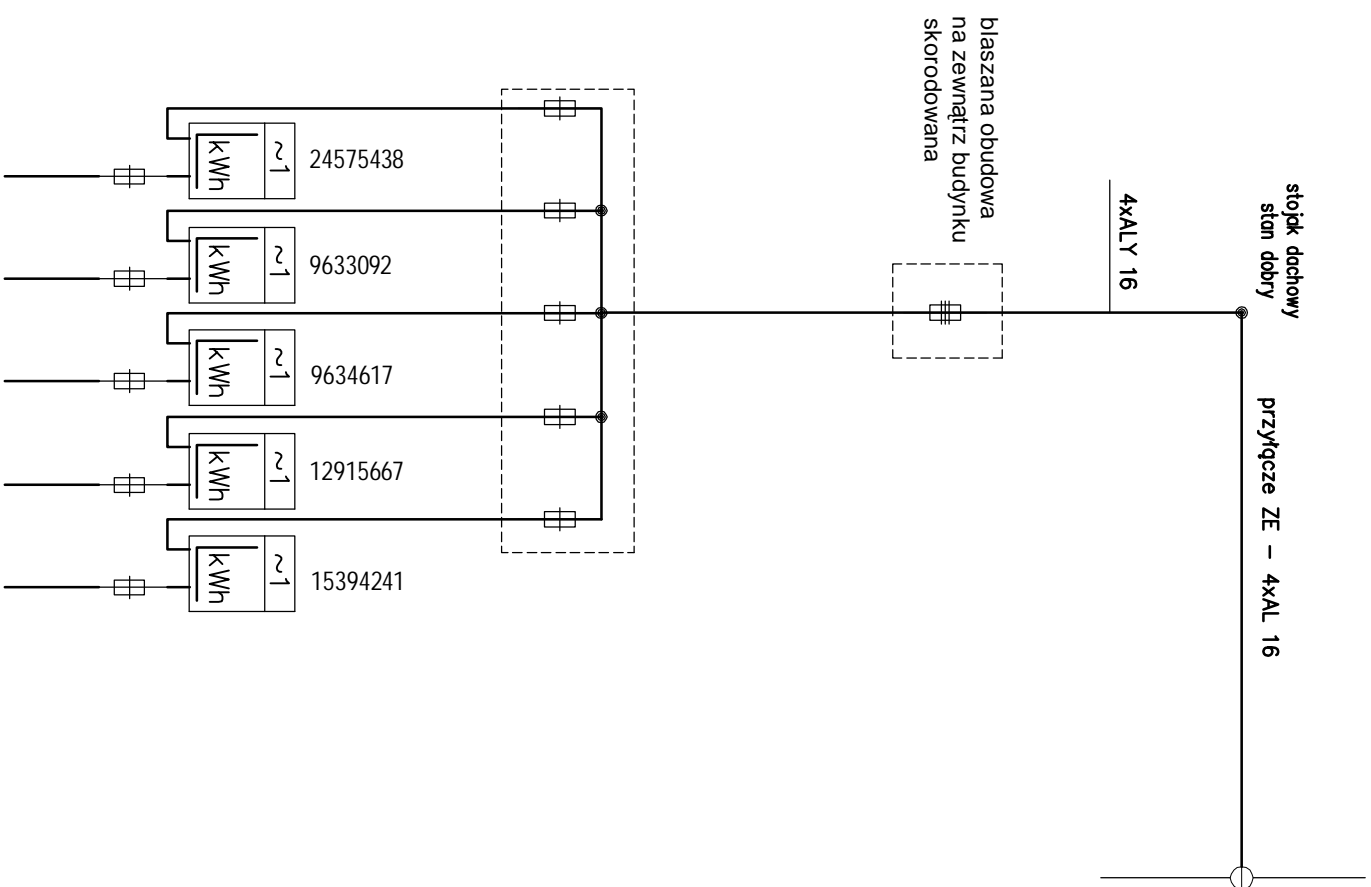 stojak dachowy
stan dobry
przyłącze ZE – 4xAL 16
4xALY 16
blaszana obudowa
na zewnątrz budynku
skorodowana
~1
kWh
24575438
~1
kWh
9633092
~1
kWh
9634617
~1
kWh
12915667
~1
kWh
15394241